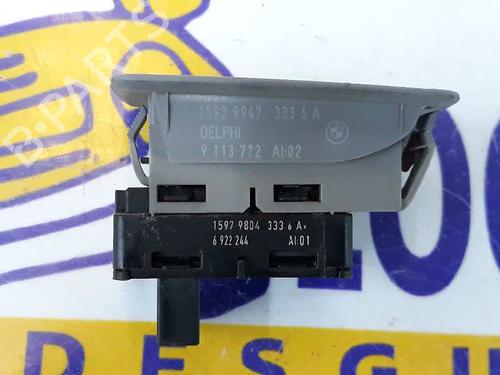 B-PARTS
1593 9947 333 6 A
DELPHI
9 113 772 AI:02
1597 9804 333 6 A
6 922 244 AI:01
DESGU